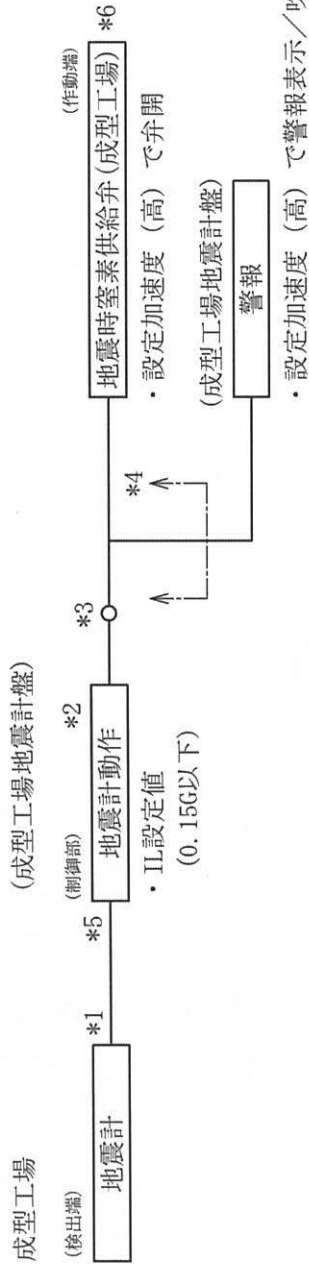 成型工場
(成型工場地震計盤)
(検出端)
*1
地震計
*5
(制御部)
*2
地震計動作
・IL設定値
(0.15G以下)
*3
*4
(作動端)
地震時窒素供給弁(成型工場)
*6
・設定加速度(高)で弁開
(成型工場地震計盤)
警報
・設定加速度(高)で警報表示/